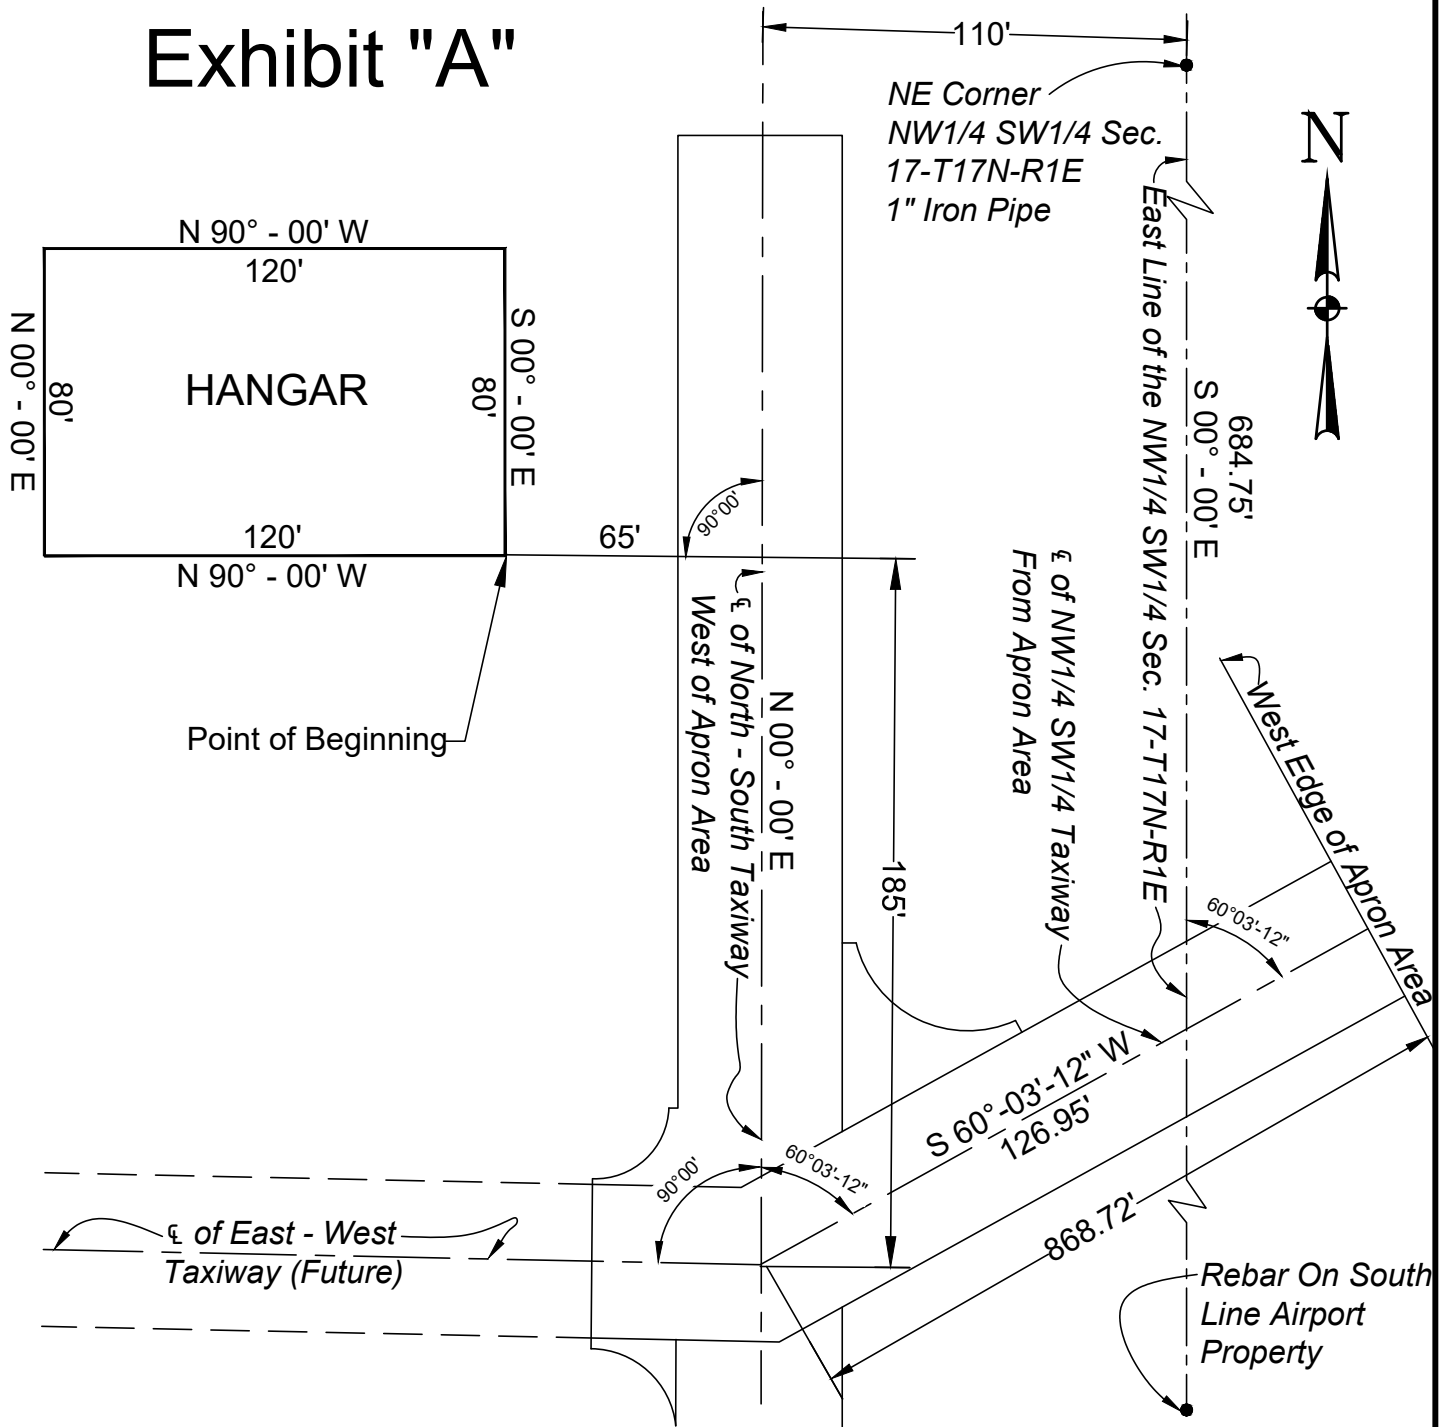 Exhibit "A"
110'
NE Corner
NW1/4 SW1/4 Sec.
17-T17N-R1E
1" Iron Pipe
N
N 90° - 00' W
120'
N 00° - 00' E
80'
HANGAR
80'
S 00° - 00' E
120'
N 90° - 00' W
65'
90°00'
Point of Beginning
℄ of North - South Taxiway
West of Apron Area
N 00° - 00' E
185'
℄ of NW1/4 SW1/4 Taxiway
From Apron Area
East Line of the NW1/4 SW1/4 Sec. 17-T17N-R1E
684.75'
S 00° - 00' E
West Edge of Apron Area
60°03'-12"
S 60°-03'-12" W
126.95'
868.72'
90°00'
60°03'-12"
℄ of East - West
Taxiway (Future)
Rebar On South
Line Airport
Property